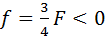 f = 3/4 F < 0